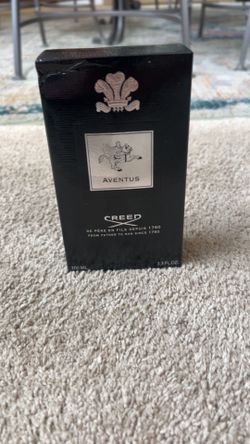 AVENTUS
CREED
DE PÈRE EN FILS DEPUIS 1760
FROM FATHER TO SON SINCE 1760
100 ML
3.3 FL.OZ.